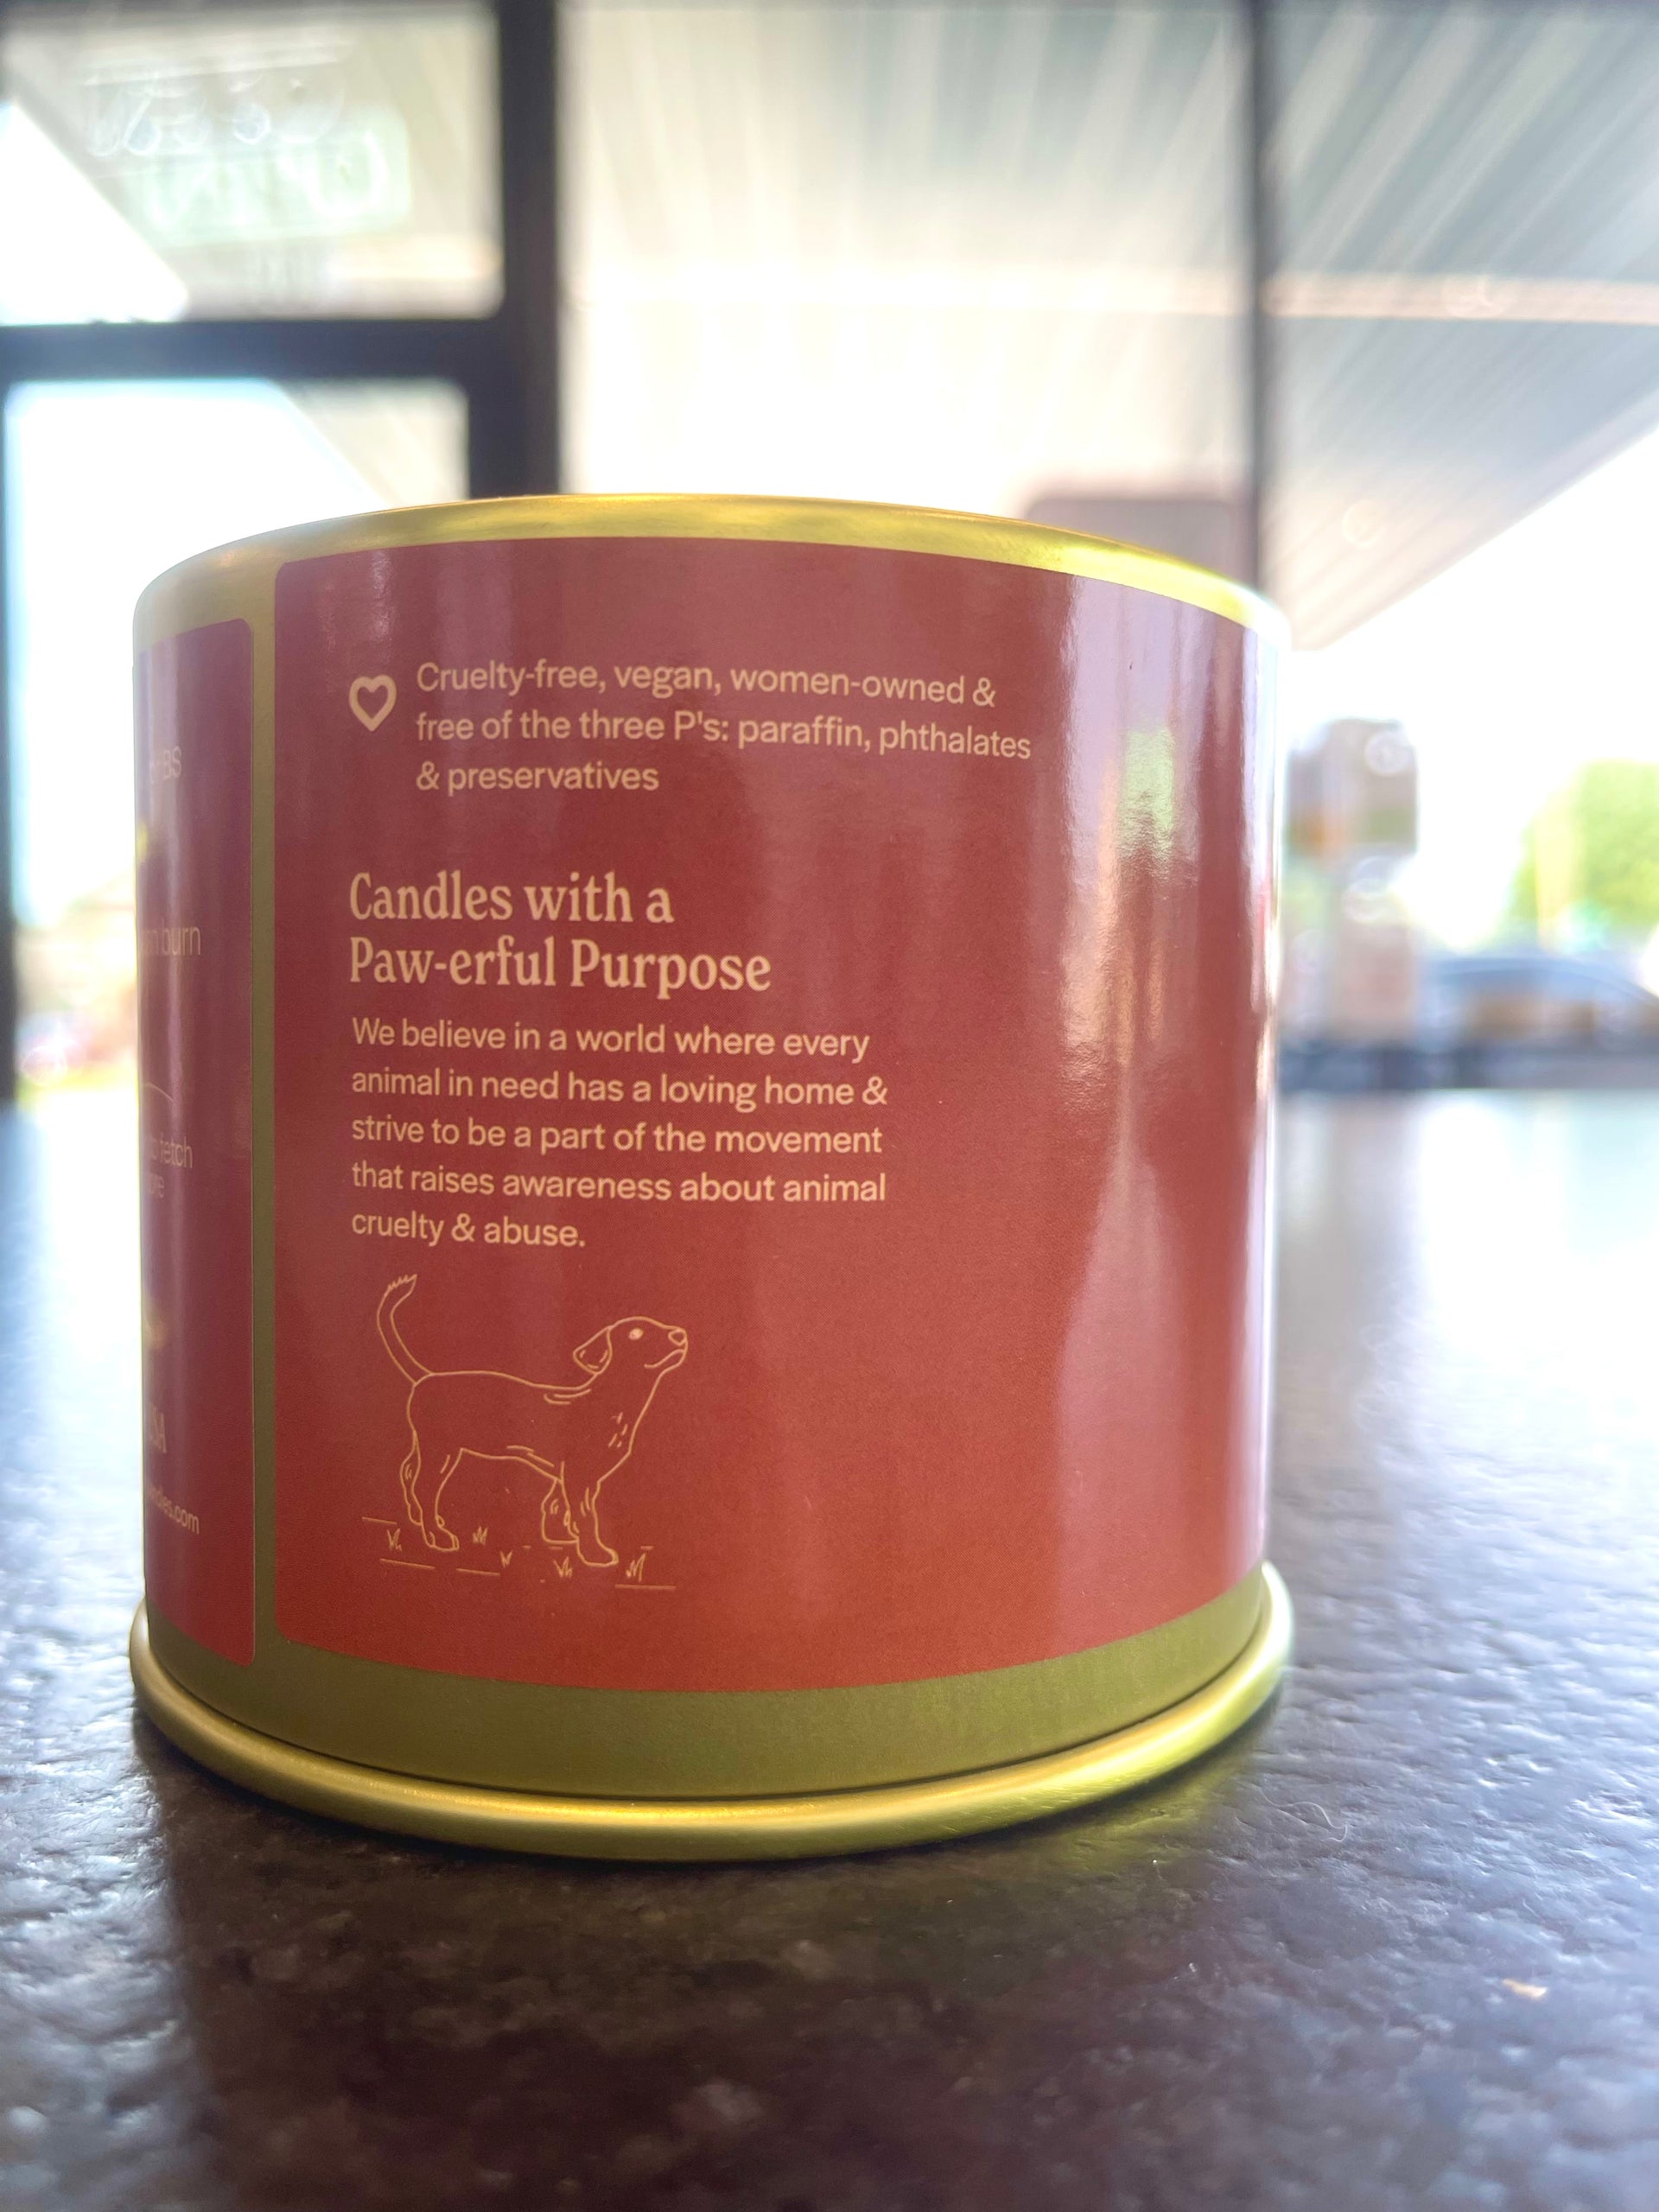 Cruelty-free, vegan, women-owned &
free of the three P's: paraffin, phthalates
& preservatives
Candles with a
Paw-erful Purpose
We believe in a world where every
animal in need has a loving home &
strive to be a part of the movement
that raises awareness about animal
cruelty & abuse.
burn
fetch